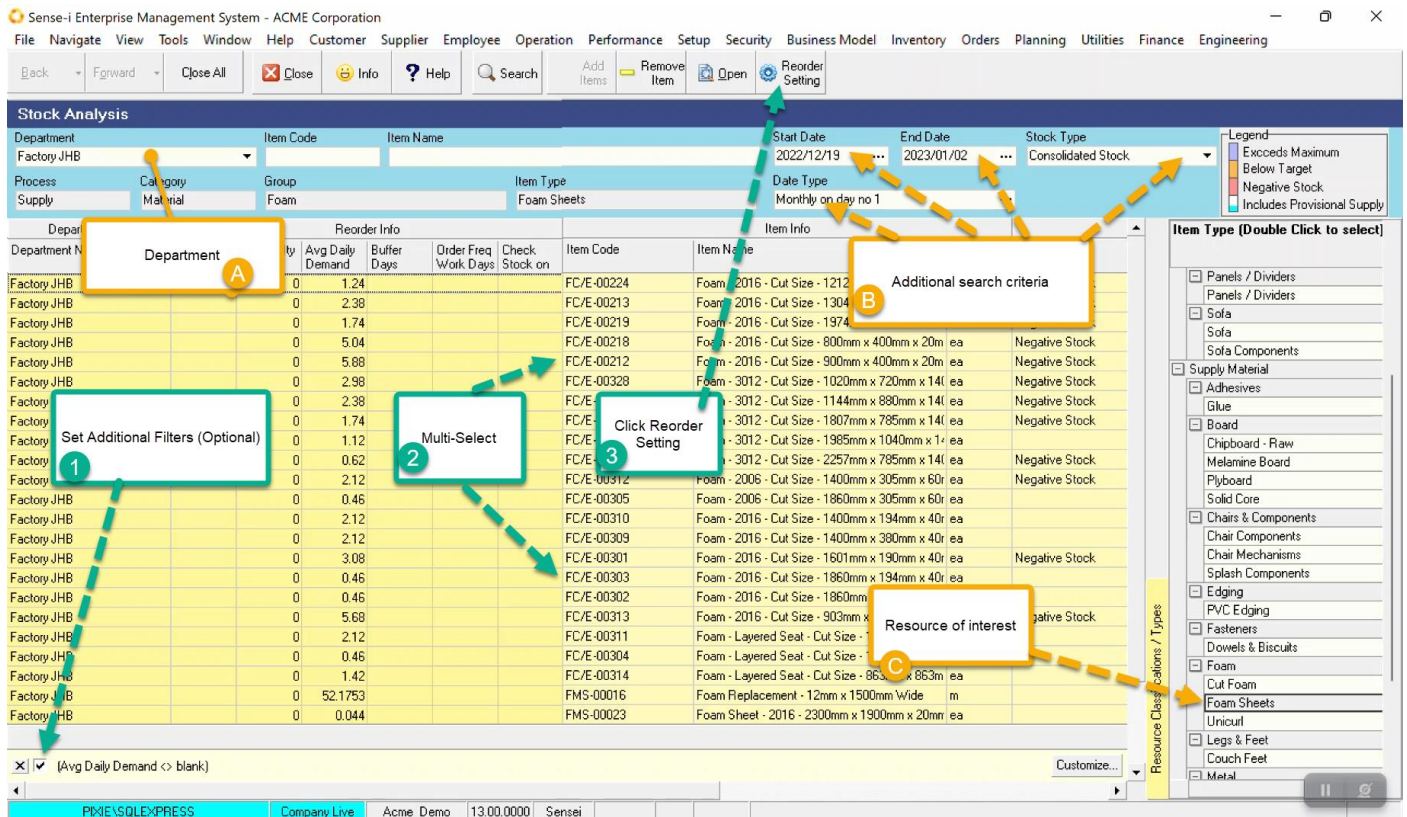 Sense-i Enterprise Management System - ACME Corporation
File Navigate View Tools Window Help Customer Supplier Employee Operation Performance Setup Security Business Model Inventory Orders Planning Utilities Finance Engineering
Back Forward Close All Close Info Help Search Add Items Remove Item Open Reorder Setting
Stock Analysis
Department Item Code Item Name Start Date End Date Stock Type Legend
Factory JHB 2022/12/19 ... 2023/01/02 ... Consolidated Stock Exceeds Maximum
Below Target
Process Category Group Item Type Date Type Negative Stock
Supply Material Foam Foam Sheets Monthly on day no 1 Includes Provisional Supply
Reorder Info Item Info Item Type (Double Click to select)
Department N Avg Daily Demand Buffer Days Order Freq Work Days Check Stock on Item Code Item Name
Department
A
Additional search criteria
B
Factory JHB 0 1.24 FC/E-00224 Foam - 2016 - Cut Size - 1212
Factory JHB 0 2.38 FC/E-00213 Foam - 2016 - Cut Size - 1304
Factory JHB 0 1.74 FC/E-00219 Foam - 2016 - Cut Size - 1974 Negative Stock
Factory JHB 0 5.04 FC/E-00218 Foam - 2016 - Cut Size - 800mm x 400mm x 20m ea Negative Stock
Factory JHB 0 5.88 FC/E-00212 Foam - 2016 - Cut Size - 900mm x 400mm x 20m ea Negative Stock
Factory JHB 0 2.98 FC/E-00328 Foam - 3012 - Cut Size - 1020mm x 720mm x 14( ea Negative Stock
Factory 0 2.38 FC/E- - 3012 - Cut Size - 1144mm x 880mm x 14( ea Negative Stock
Factory 0 1.74 FC/E- - 3012 - Cut Size - 1807mm x 785mm x 14( ea Negative Stock
Factory 0 1.12 FC/E- - 3012 - Cut Size - 1985mm x 1040mm x 14 ea
Factory 0 0.62 FC/E- - 3012 - Cut Size - 2257mm x 785mm x 14( ea Negative Stock
Factory 0 2.12 FC/E-00312 Foam - 2006 - Cut Size - 1400mm x 305mm x 60r ea Negative Stock
Factory JHB 0 0.46 FC/E-00305 Foam - 2006 - Cut Size - 1860mm x 305mm x 60r ea
Factory JHB 0 2.12 FC/E-00310 Foam - 2016 - Cut Size - 1400mm x 194mm x 40r ea
Factory JHB 0 2.12 FC/E-00309 Foam - 2016 - Cut Size - 1400mm x 380mm x 40r ea
Factory JHB 0 3.08 FC/E-00301 Foam - 2016 - Cut Size - 1601mm x 190mm x 40r ea Negative Stock
Factory JHB 0 0.46 FC/E-00303 Foam - 2016 - Cut Size - 1860mm x 194mm x 40r ea
Factory JHB 0 0.46 FC/E-00302 Foam - 2016 - Cut Size - 1860mm
Factory JHB 0 5.68 FC/E-00313 Foam - 2016 - Cut Size - 903mm x Negative Stock
Factory JHB 0 2.12 FC/E-00311 Foam - Layered Seat - Cut Size -
Factory JHB 0 0.46 FC/E-00304 Foam - Layered Seat - Cut Size -
Factory JHB 0 1.42 FC/E-00314 Foam - Layered Seat - Cut Size - 863 x 863m ea
Factory JHB 0 52.1753 FMS-00016 Foam Replacement - 12mm x 1500mm Wide m
Factory JHB 0 0.044 FMS-00023 Foam Sheet - 2016 - 2300mm x 1900mm x 20mm ea
Set Additional Filters (Optional)
1
Multi-Select
2
Click Reorder
Setting
3
Resource of interest
C
Panels / Dividers
Panels / Dividers
Sofa
Sofa
Sofa Components
Supply Material
Adhesives
Glue
Board
Chipboard - Raw
Melamine Board
Plyboard
Solid Core
Chairs & Components
Chair Components
Chair Mechanisms
Splash Components
Edging
PVC Edging
Fasteners
Dowels & Biscuits
Foam
Cut Foam
Foam Sheets
Unicurl
Legs & Feet
Couch Feet
Metal
Resource Classifications / Types
(Avg Daily Demand <> blank) Customize...
PIXIE\SQLEXPRESS Company Live Acme Demo 13.00.0000 Sensei